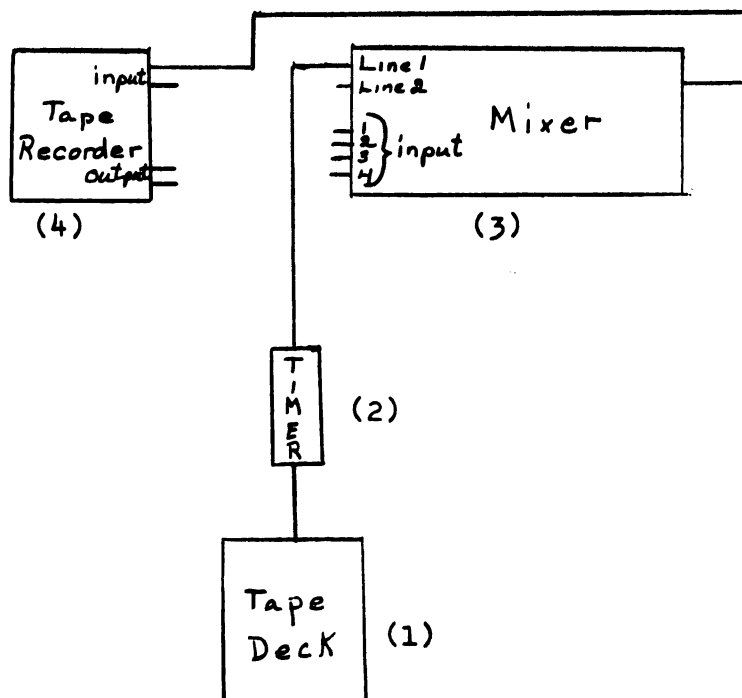 input
Tape
Recorder
output
(4)
Line 1
Line 2
Mixer
1
2
3
4
input
(3)
TIMER
(2)
Tape
Deck
(1)